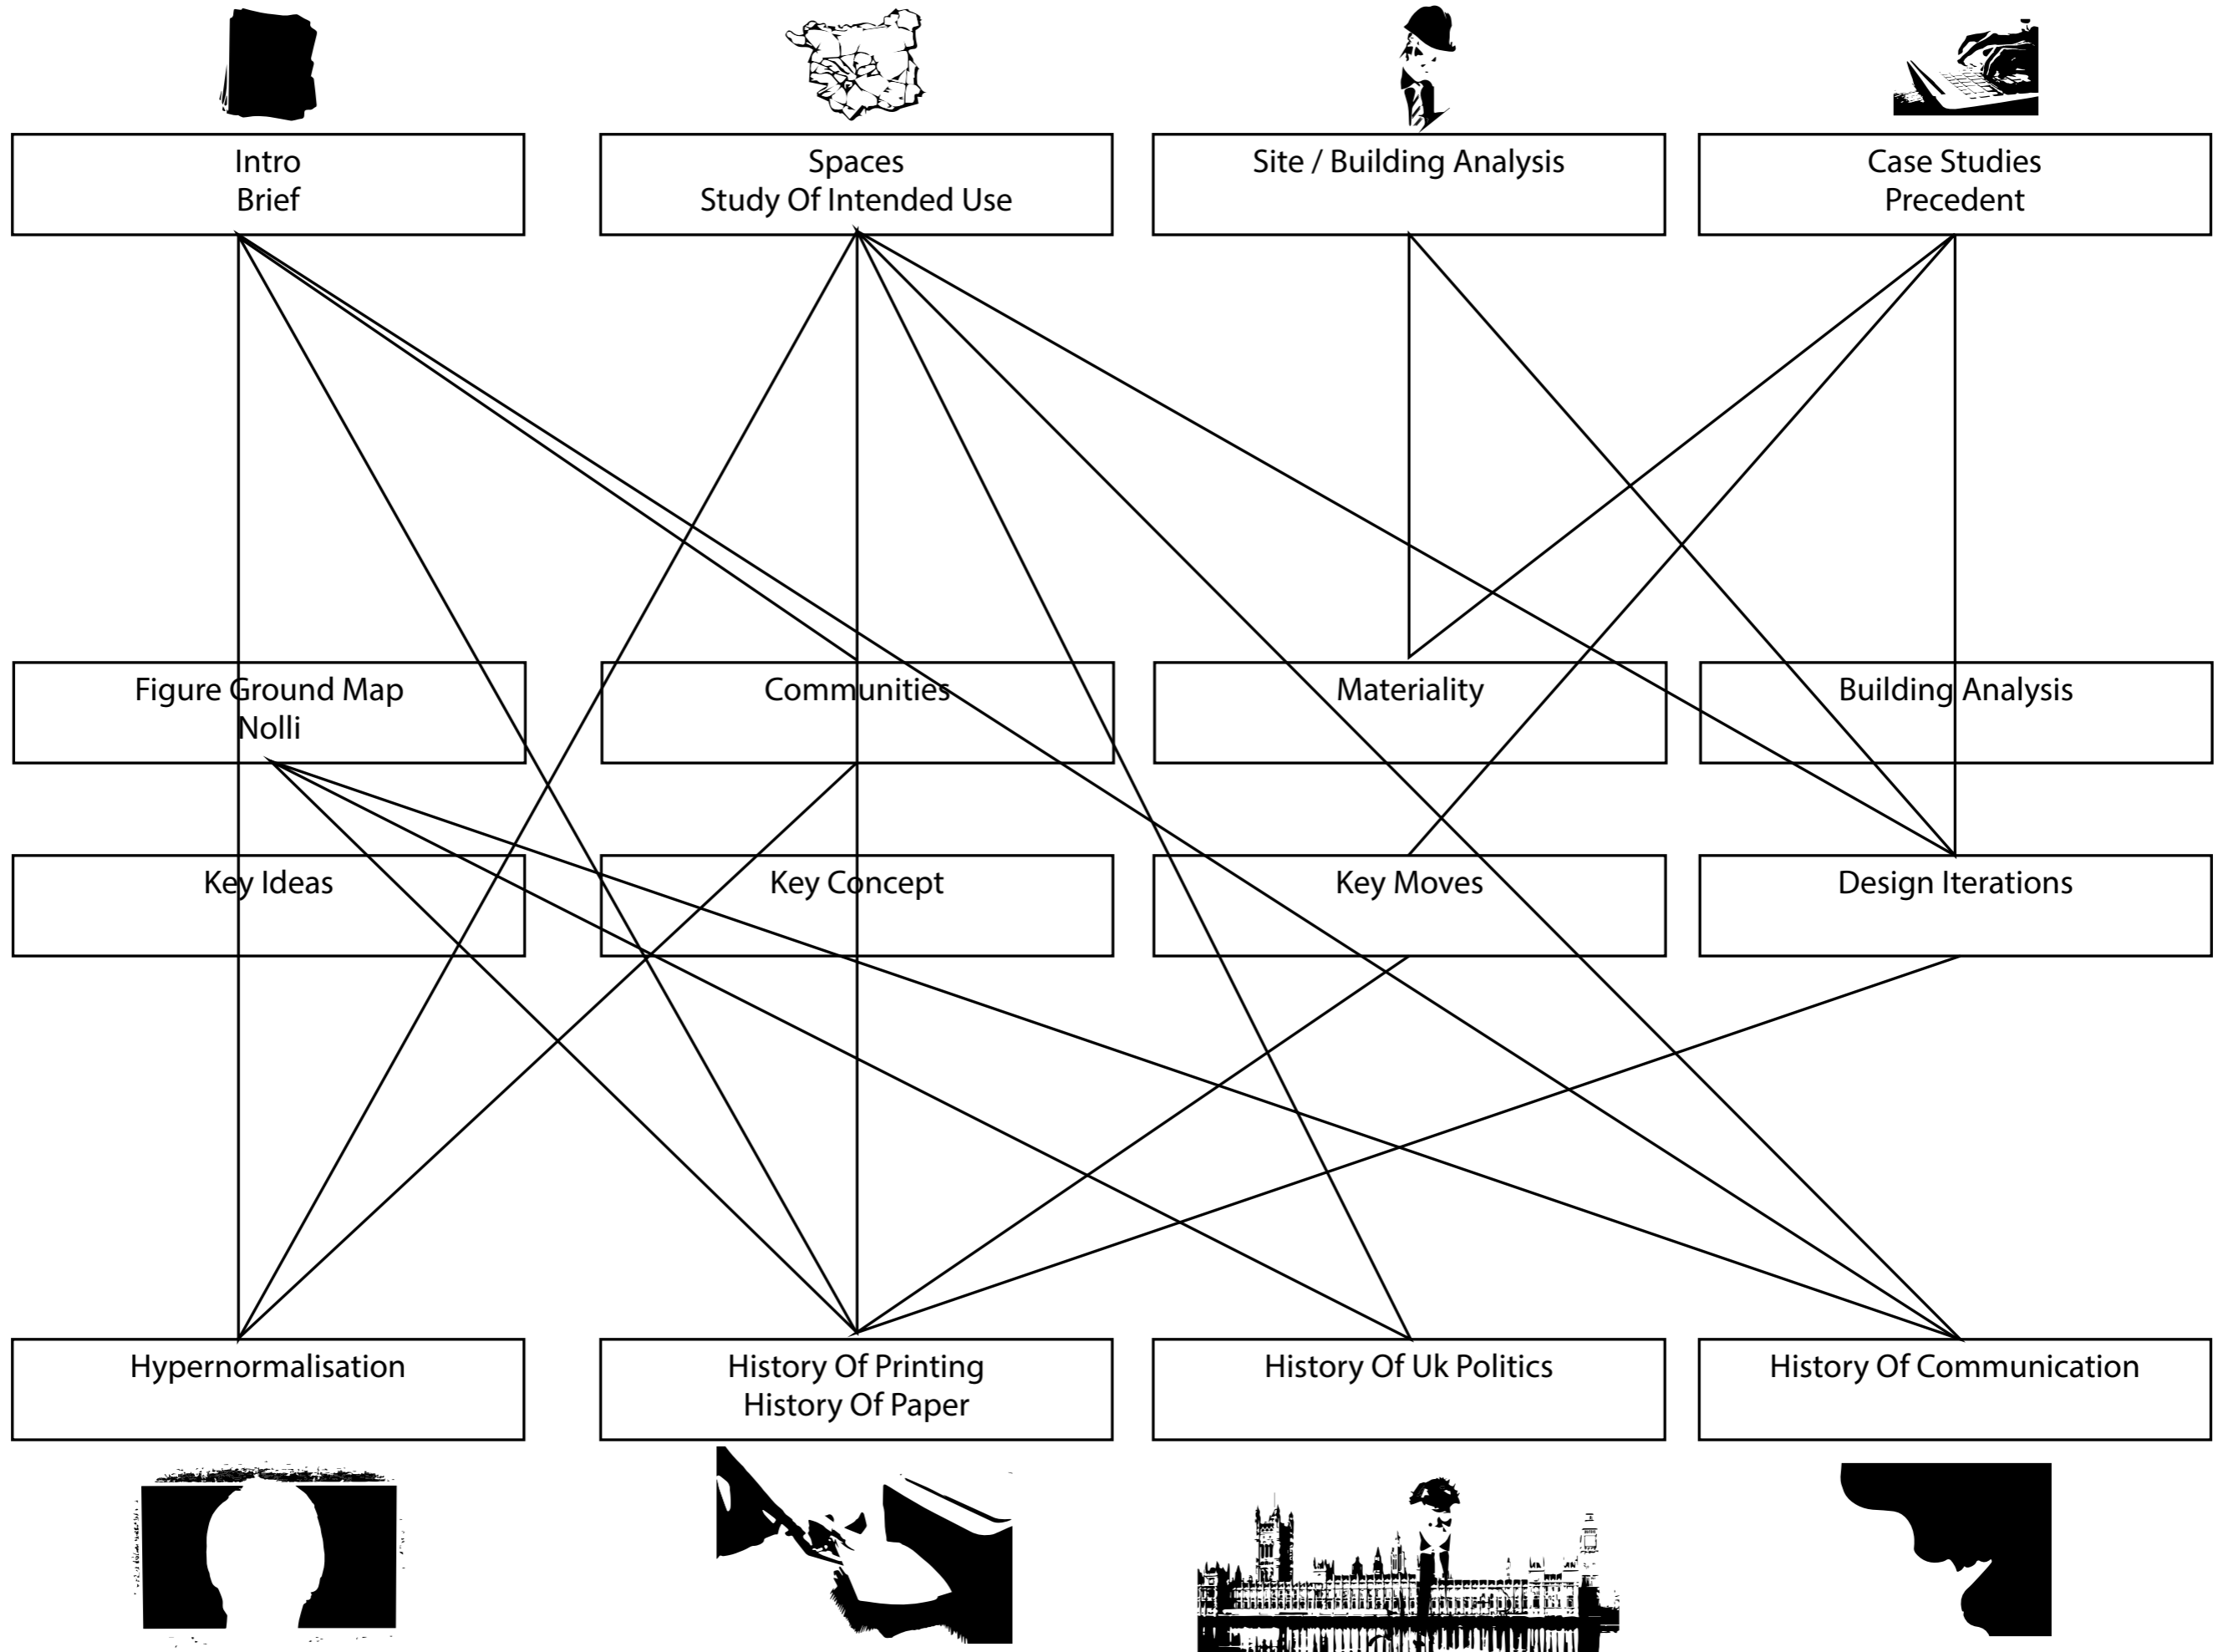 Intro
Brief
Spaces
Study Of Intended Use
Site / Building Analysis
Case Studies
Precedent
Figure Ground Map
Nolli
Communities
Materiality
Building Analysis
Key Ideas
Key Concept
Key Moves
Design Iterations
Hypernormalisation
History Of Printing
History Of Paper
History Of Uk Politics
History Of Communication